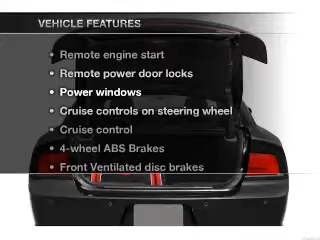 VEHICLE FEATURES
• Remote engine start
• Remote power door locks
• Power windows
• Cruise controls on steering wheel
• Cruise control
• 4-wheel ABS Brakes
• Front Ventilated disc brakes